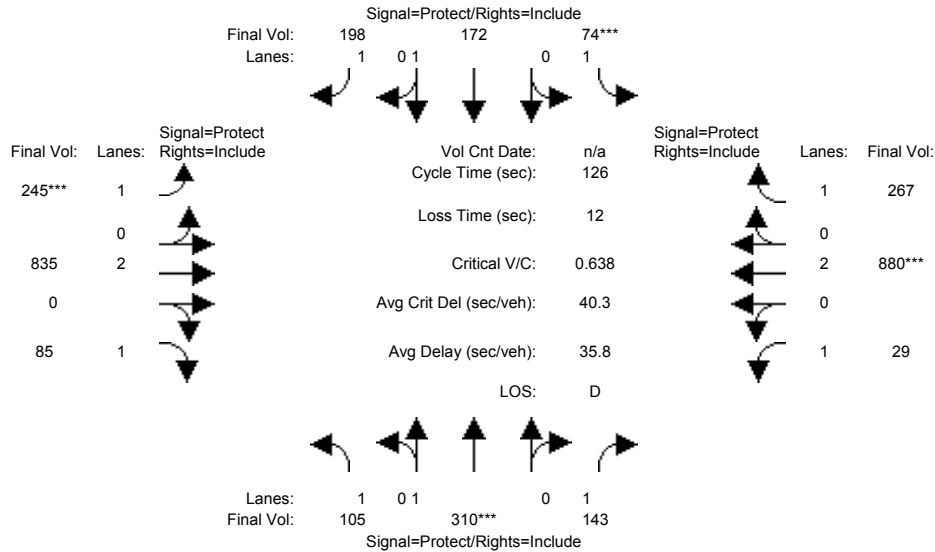 Signal=Protect/Rights=Include
Final Vol: 198 172 74***
Lanes: 1 0 1 0 1
Signal=Protect
Final Vol: Lanes: Rights=Include
Vol Cnt Date: n/a
Signal=Protect
Rights=Include Lanes: Final Vol:
Cycle Time (sec): 126
245*** 1
1 267
Loss Time (sec): 12
0
0
835 2
Critical V/C: 0.638
2 880***
0
Avg Crit Del (sec/veh): 40.3
0
85 1
Avg Delay (sec/veh): 35.8
1 29
LOS: D
Lanes: 1 0 1 0 1
Final Vol: 105 310*** 143
Signal=Protect/Rights=Include